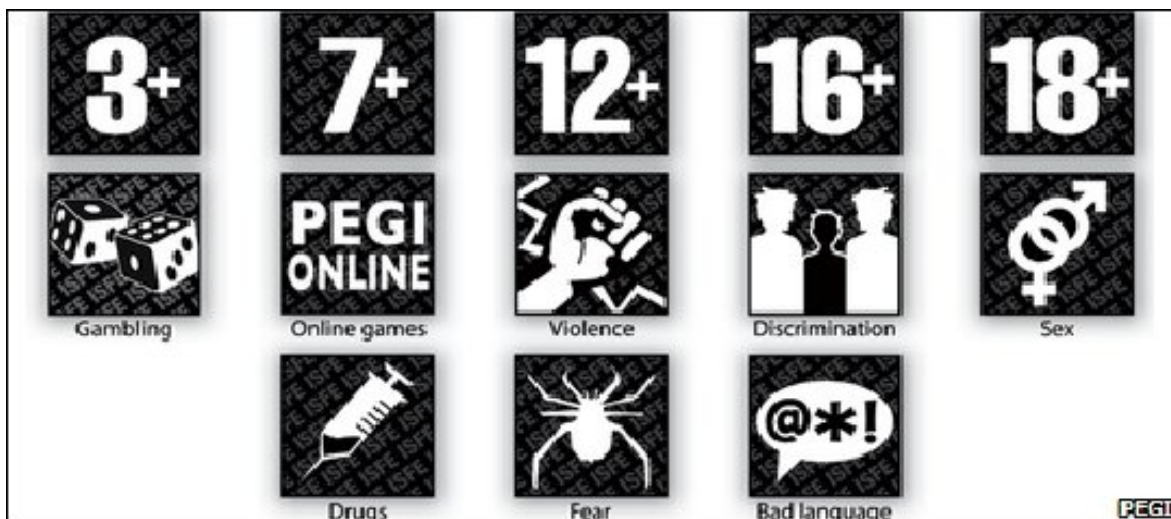 3+ 7+ 12+ 16+ 18+
PEGI
ONLINE
Gambling Online games Violence Discrimination Sex
@*!
Drugs Fear Bad language
PEGI